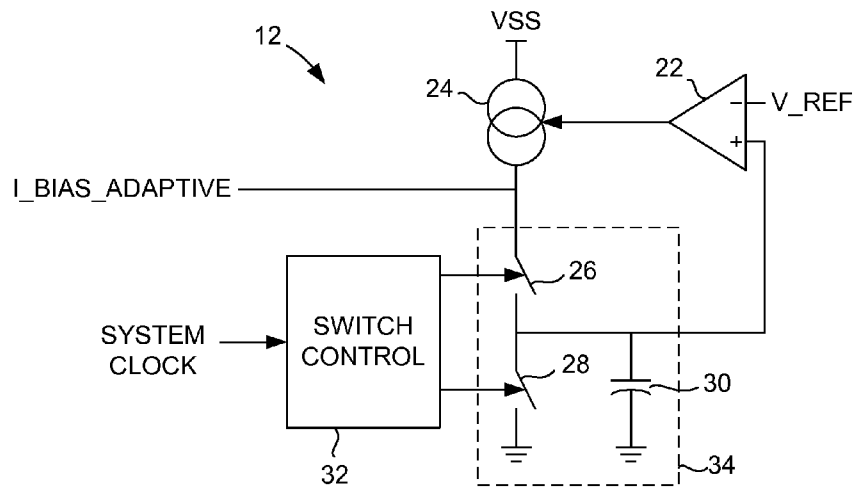 12
VSS
24
22
−
V_REF
+
I_BIAS_ADAPTIVE
26
SYSTEM
CLOCK
SWITCH
CONTROL
28
30
32
34